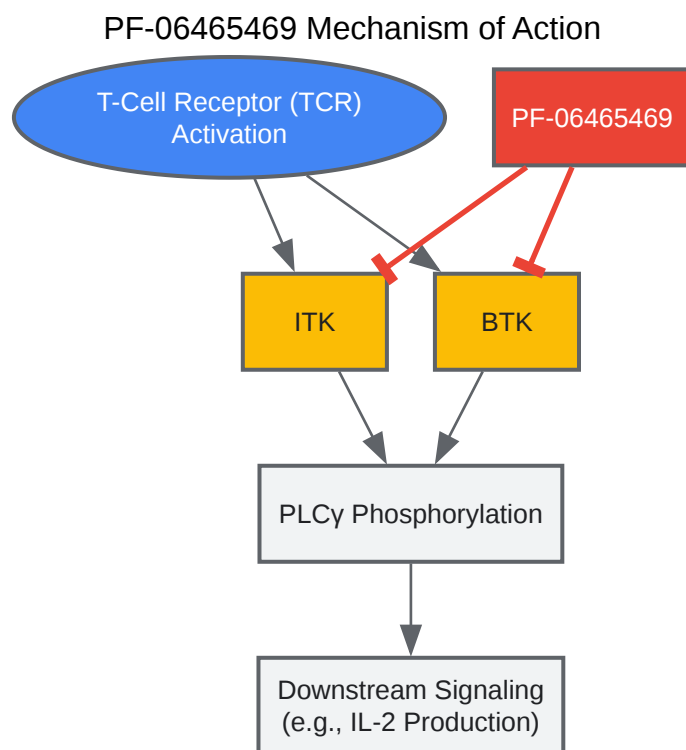 PF-06465469 Mechanism of Action
T-Cell Receptor (TCR)
Activation
PF-06465469
ITK
BTK
PLCγ Phosphorylation
Downstream Signaling
(e.g., IL-2 Production)